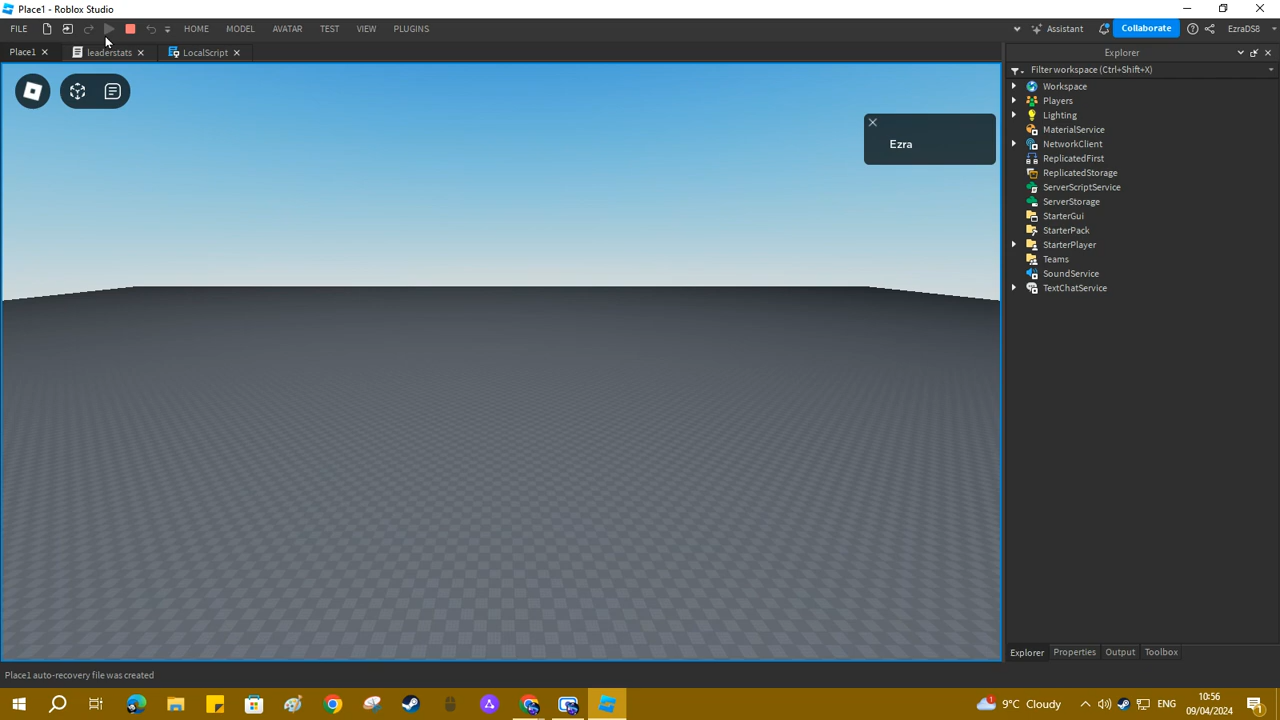 Place1 - Roblox Studio
FILE HOME MODEL AVATAR TEST VIEW PLUGINS Assistant Collaborate EzraDS8
Place1 leaderstats LocalScript Explorer
Filter workspace (Ctrl+Shift+X)
Workspace
Players
Lighting
MaterialService
NetworkClient
ReplicatedFirst
ReplicatedStorage
ServerScriptService
ServerStorage
StarterGui
StarterPack
StarterPlayer
Teams
SoundService
TextChatService
Ezra
Explorer Properties Output Toolbox
Place1 auto-recovery file was created
9°C Cloudy ENG 10:56
09/04/2024